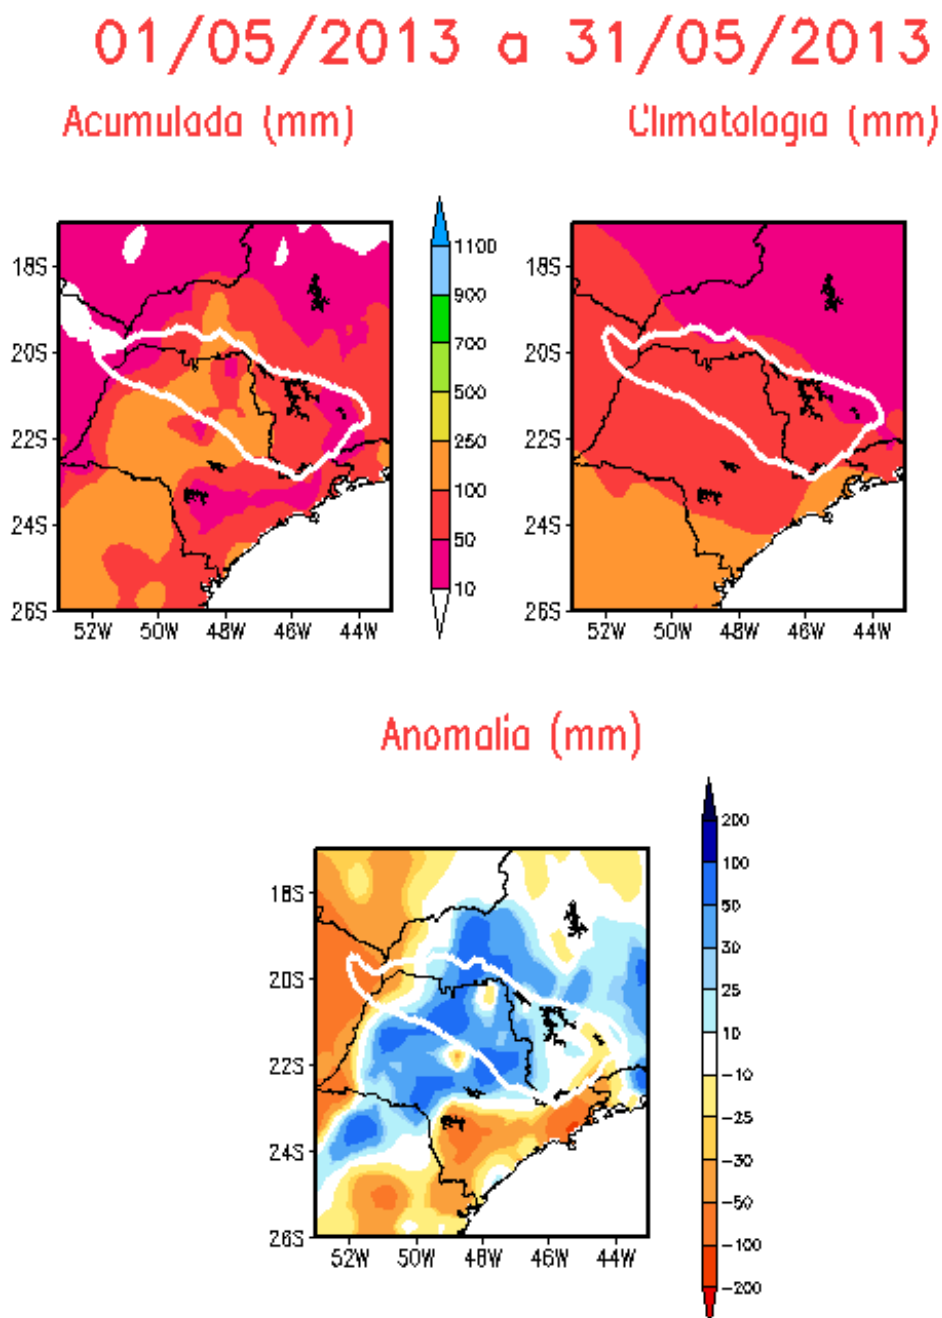 01/05/2013 a 31/05/2013
Acumulada (mm)
Climatologia (mm)
18S
20S
22S
24S
26S
52W 50W 48W 46W 44W
1100
900
700
500
250
100
50
10
18S
20S
22S
24S
26S
52W 50W 48W 46W 44W
Anomalia (mm)
18S
20S
22S
24S
26S
52W 50W 48W 46W 44W
200
100
50
30
25
10
-10
-25
-30
-50
-100
-200